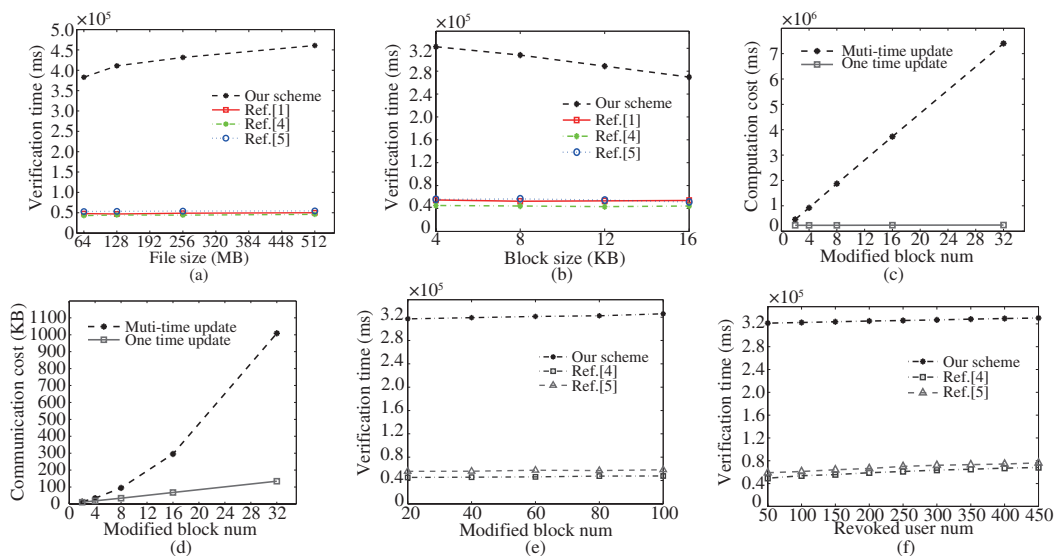 ×10^5
5.0
4.5
4.0
3.5
3.0
2.5
2.0
1.5
1.0
0.5
0
Verification time (ms)
Our scheme
Ref.[1]
Ref.[4]
Ref.[5]
64 128 192 256 320 384 448 512
File size (MB)
(a)
×10^5
3.2
2.8
2.4
2.0
1.6
1.2
0.8
0.4
0
Verification time (ms)
Our scheme
Ref.[1]
Ref.[4]
Ref.[5]
4 8 12 16
Block size (KB)
(b)
×10^6
7
6
5
4
3
2
1
0
Computation cost (ms)
Muti-time update
One time update
0 4 8 12 16 20 24 28 32
Modified block num
(c)
1100
1000
900
800
700
600
500
400
300
200
100
0
Communication cost (KB)
Muti-time update
One time update
0 4 8 12 16 20 24 28 32
Modified block num
(d)
×10^5
3.2
2.8
2.4
2.0
1.6
1.2
0.8
0.4
0
Verification time (ms)
Our scheme
Ref.[4]
Ref.[5]
20 40 60 80 100
Modified block num
(e)
×10^5
3.2
2.8
2.4
2.0
1.6
1.2
0.8
0.4
Verification time (ms)
Our scheme
Ref.[4]
Ref.[5]
50 100 150 200 250 300 350 400 450
Revoked user num
(f)